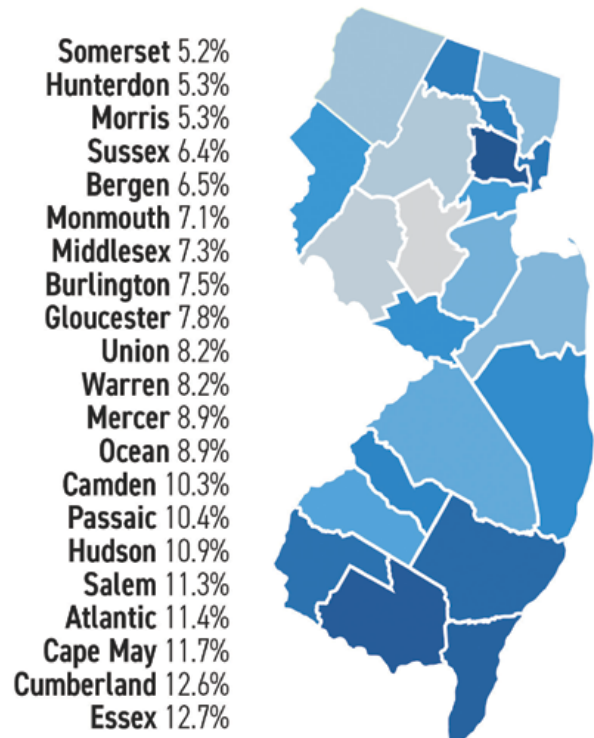 Somerset 5.2%
Hunterdon 5.3%
Morris 5.3%
Sussex 6.4%
Bergen 6.5%
Monmouth 7.1%
Middlesex 7.3%
Burlington 7.5%
Gloucester 7.8%
Union 8.2%
Warren 8.2%
Mercer 8.9%
Ocean 8.9%
Camden 10.3%
Passaic 10.4%
Hudson 10.9%
Salem 11.3%
Atlantic 11.4%
Cape May 11.7%
Cumberland 12.6%
Essex 12.7%